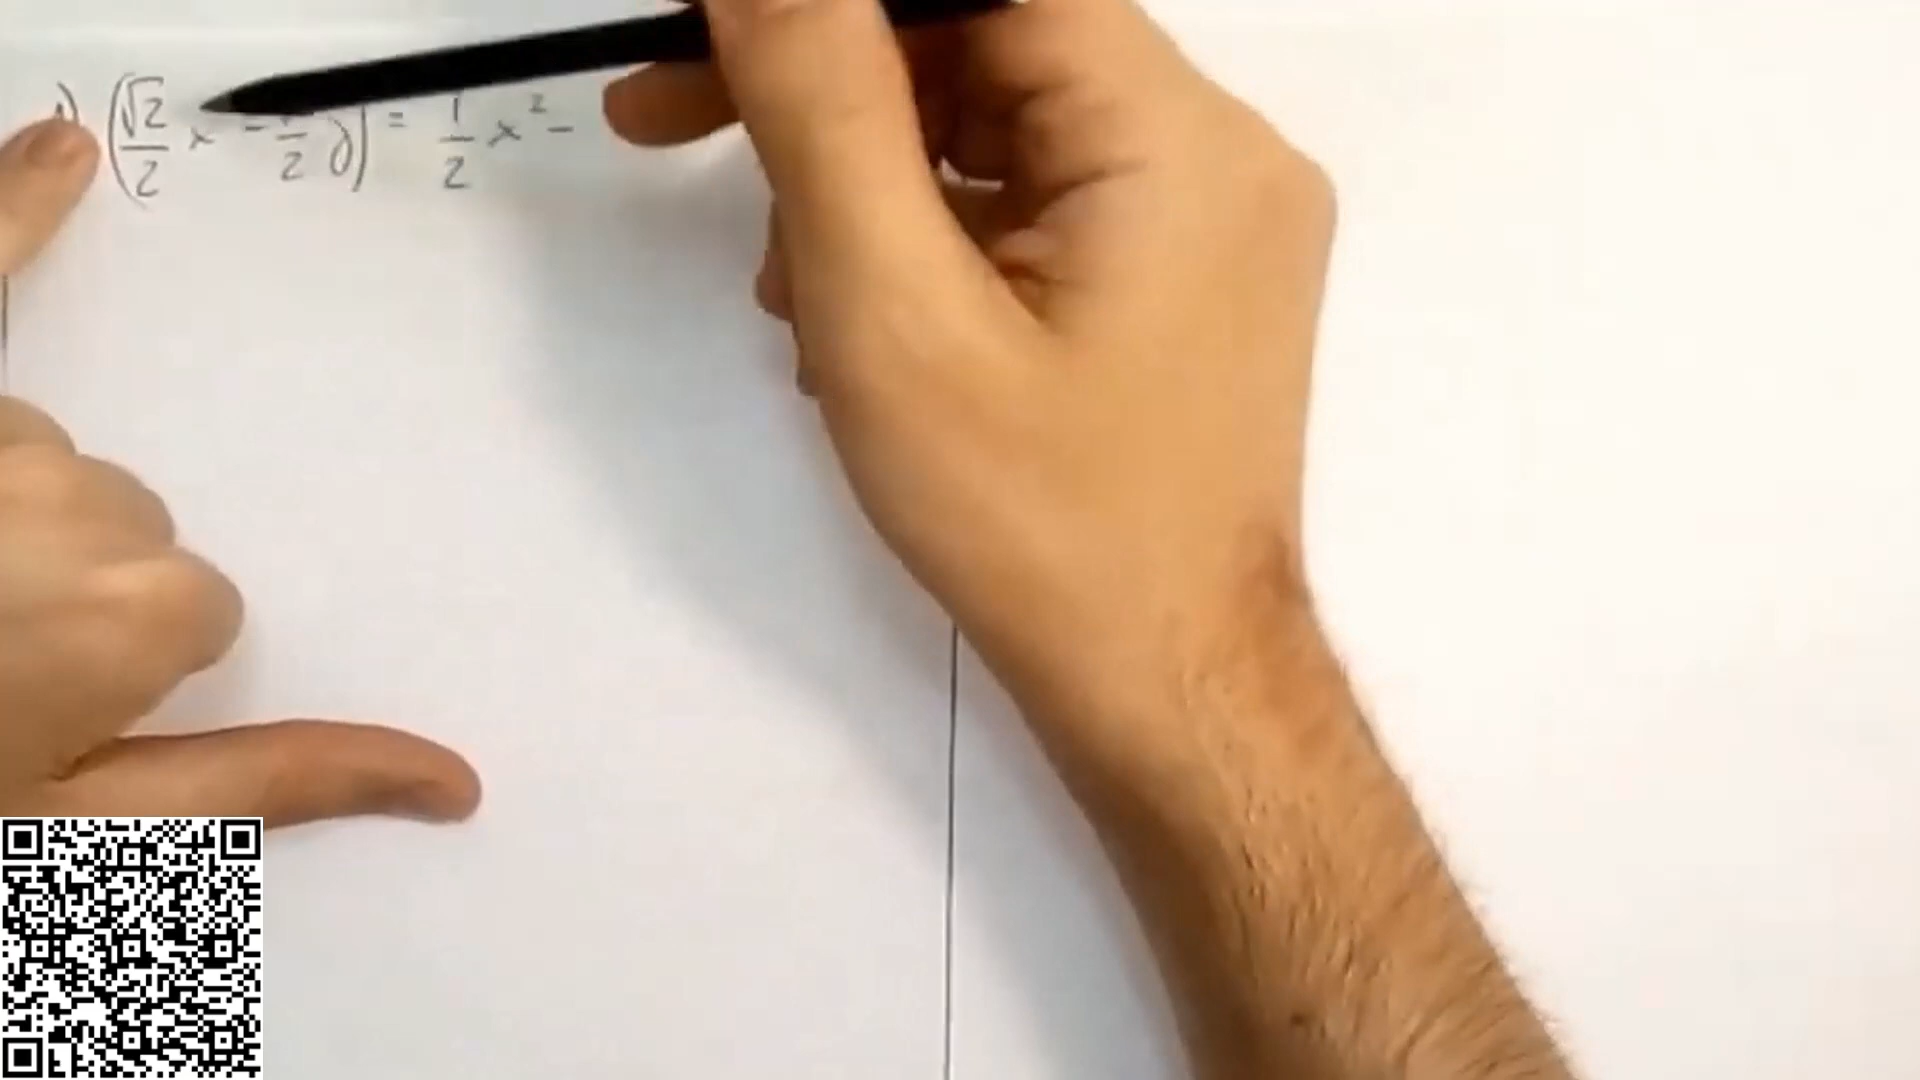 (√2/2 x - /2 y) = 1/2 x² -